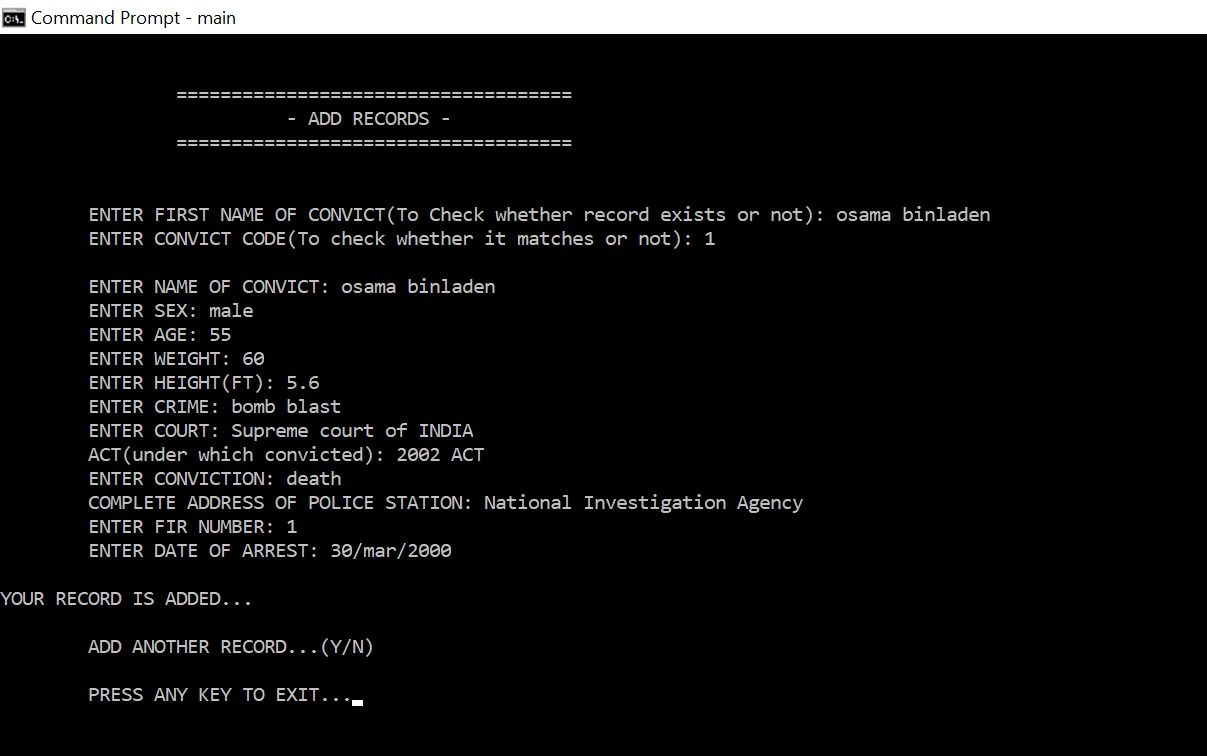 Command Prompt - main
====================================
- ADD RECORDS -
====================================
ENTER FIRST NAME OF CONVICT(To Check whether record exists or not): osama binladen
ENTER CONVICT CODE(To check whether it matches or not): 1
ENTER NAME OF CONVICT: osama binladen
ENTER SEX: male
ENTER AGE: 55
ENTER WEIGHT: 60
ENTER HEIGHT(FT): 5.6
ENTER CRIME: bomb blast
ENTER COURT: Supreme court of INDIA
ACT(under which convicted): 2002 ACT
ENTER CONVICTION: death
COMPLETE ADDRESS OF POLICE STATION: National Investigation Agency
ENTER FIR NUMBER: 1
ENTER DATE OF ARREST: 30/mar/2000
YOUR RECORD IS ADDED...
ADD ANOTHER RECORD...(Y/N)
PRESS ANY KEY TO EXIT...